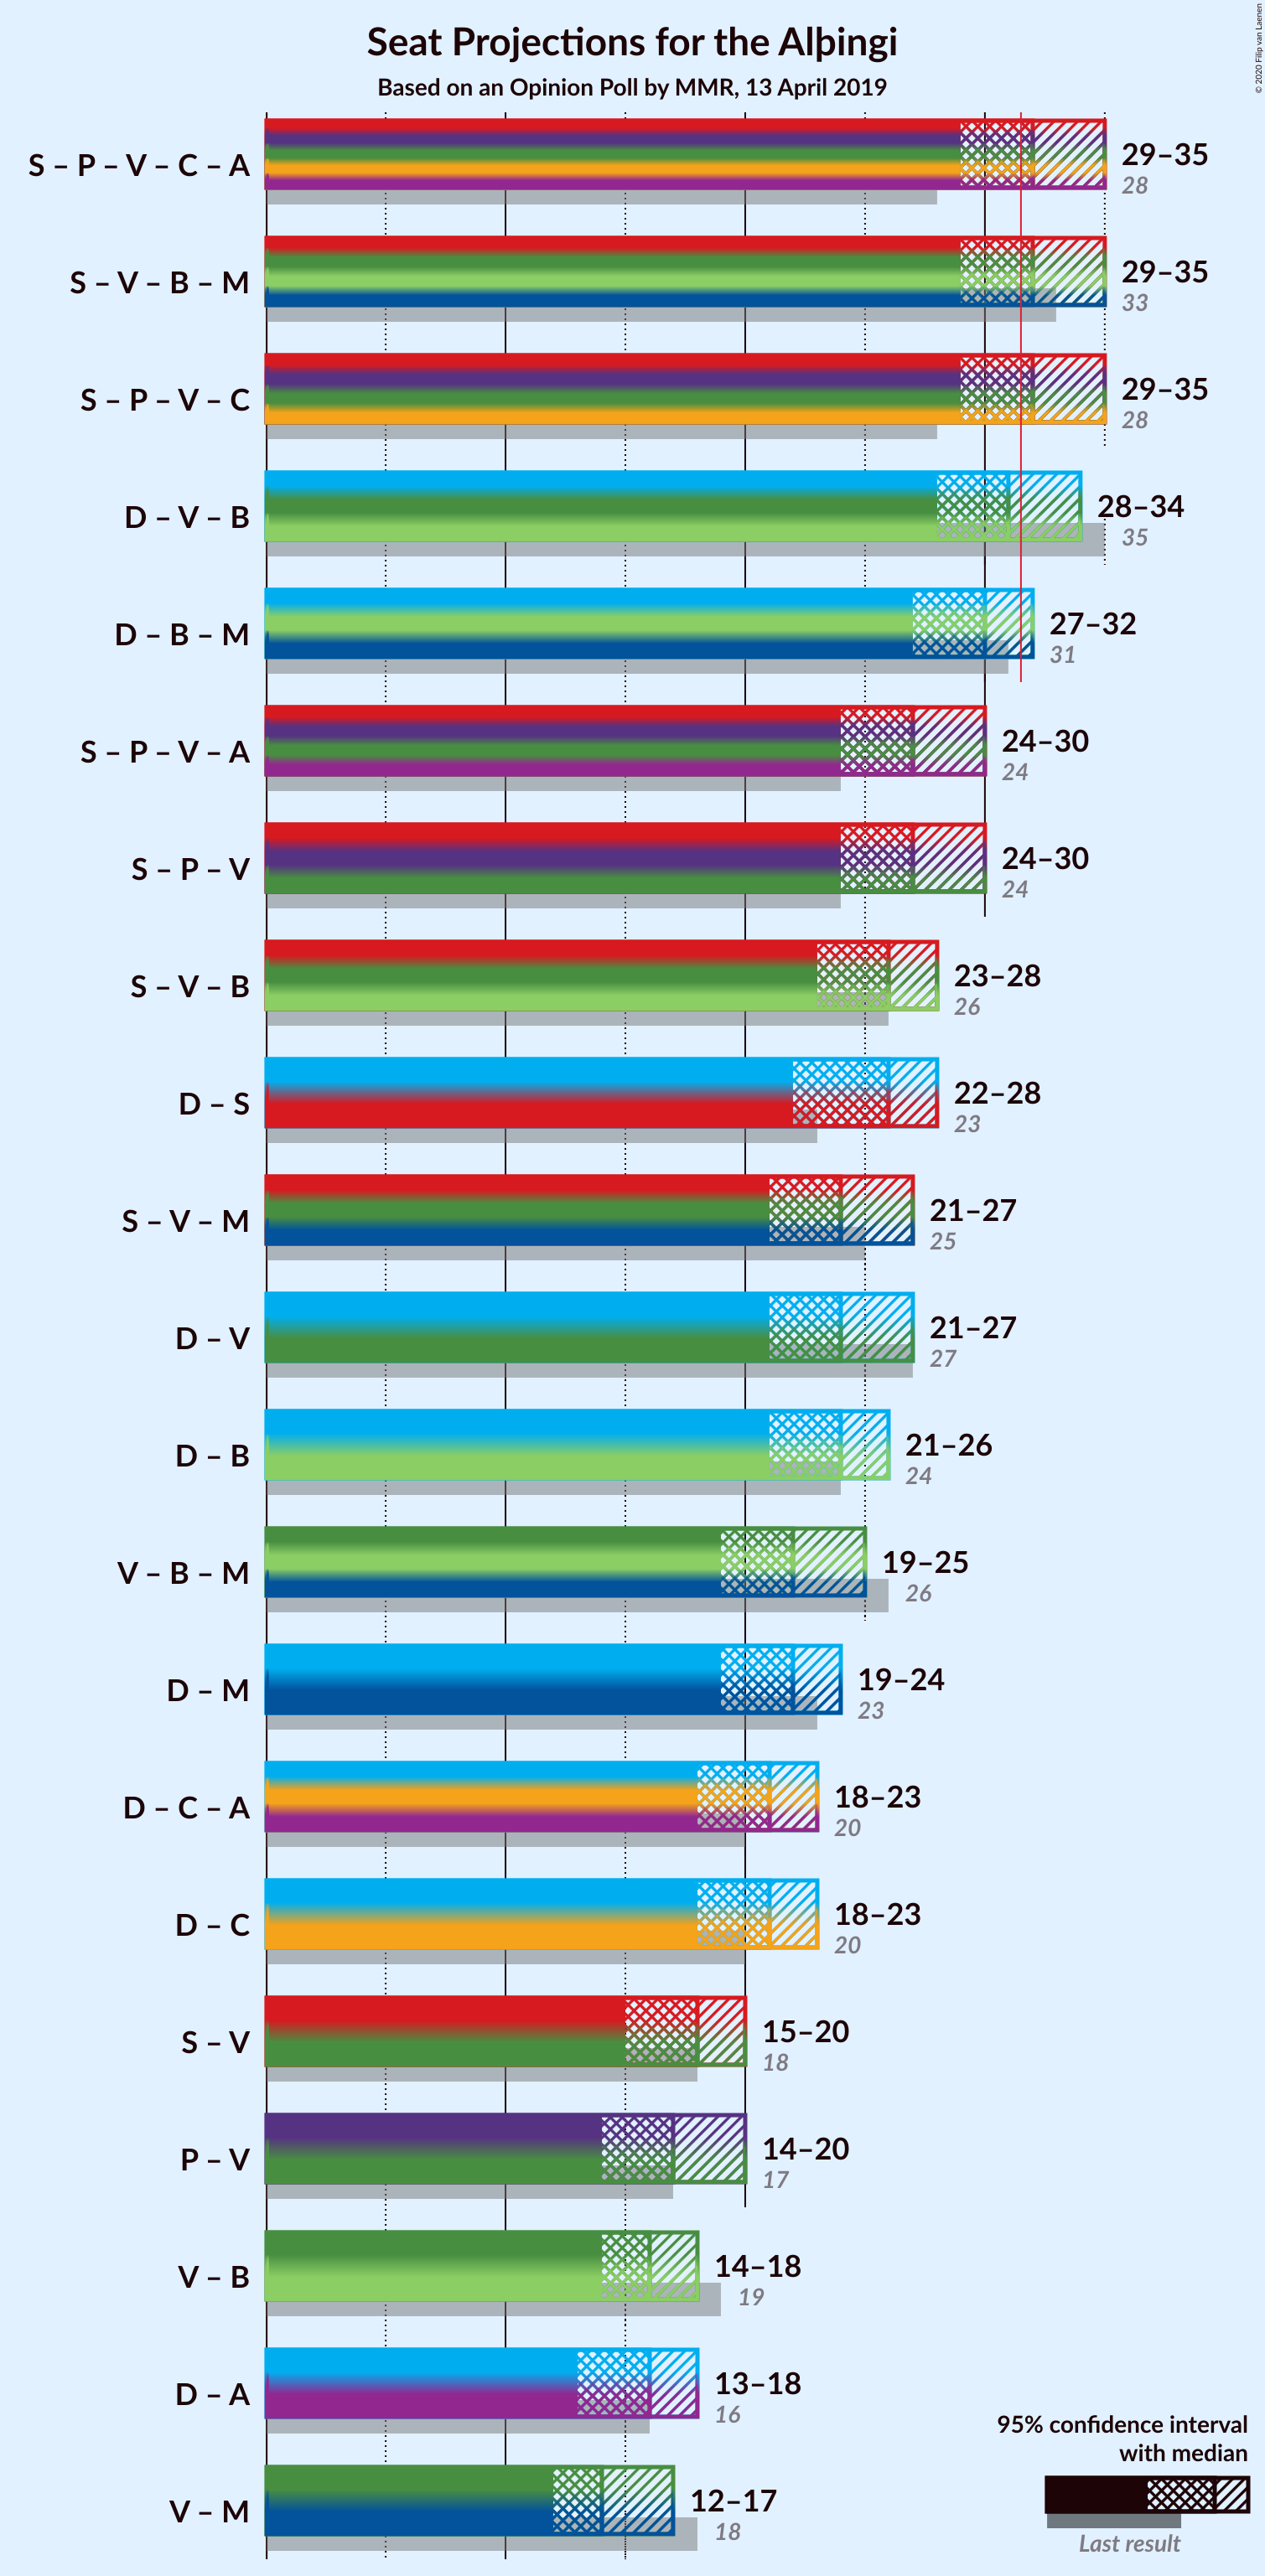 Seat Projections for the Alþingi
Based on an Opinion Poll by MMR, 13 April 2019
© 2020 Filip van Laenen
S – P – V – C – A
29–35
28
S – V – B – M
29–35
33
S – P – V – C
29–35
28
D – V – B
28–34
35
D – B – M
27–32
31
S – P – V – A
24–30
24
S – P – V
24–30
24
S – V – B
23–28
26
D – S
22–28
23
S – V – M
21–27
25
D – V
21–27
27
D – B
21–26
24
V – B – M
19–25
26
D – M
19–24
23
D – C – A
18–23
20
D – C
18–23
20
S – V
15–20
18
P – V
14–20
17
V – B
14–18
19
D – A
13–18
16
V – M
12–17
18
95% confidence interval
with median
Last result